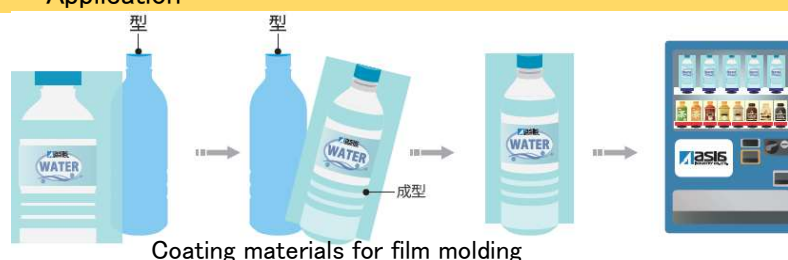 Application
型
型
WATER
WATER
WATER
成型
Coating materials for film molding